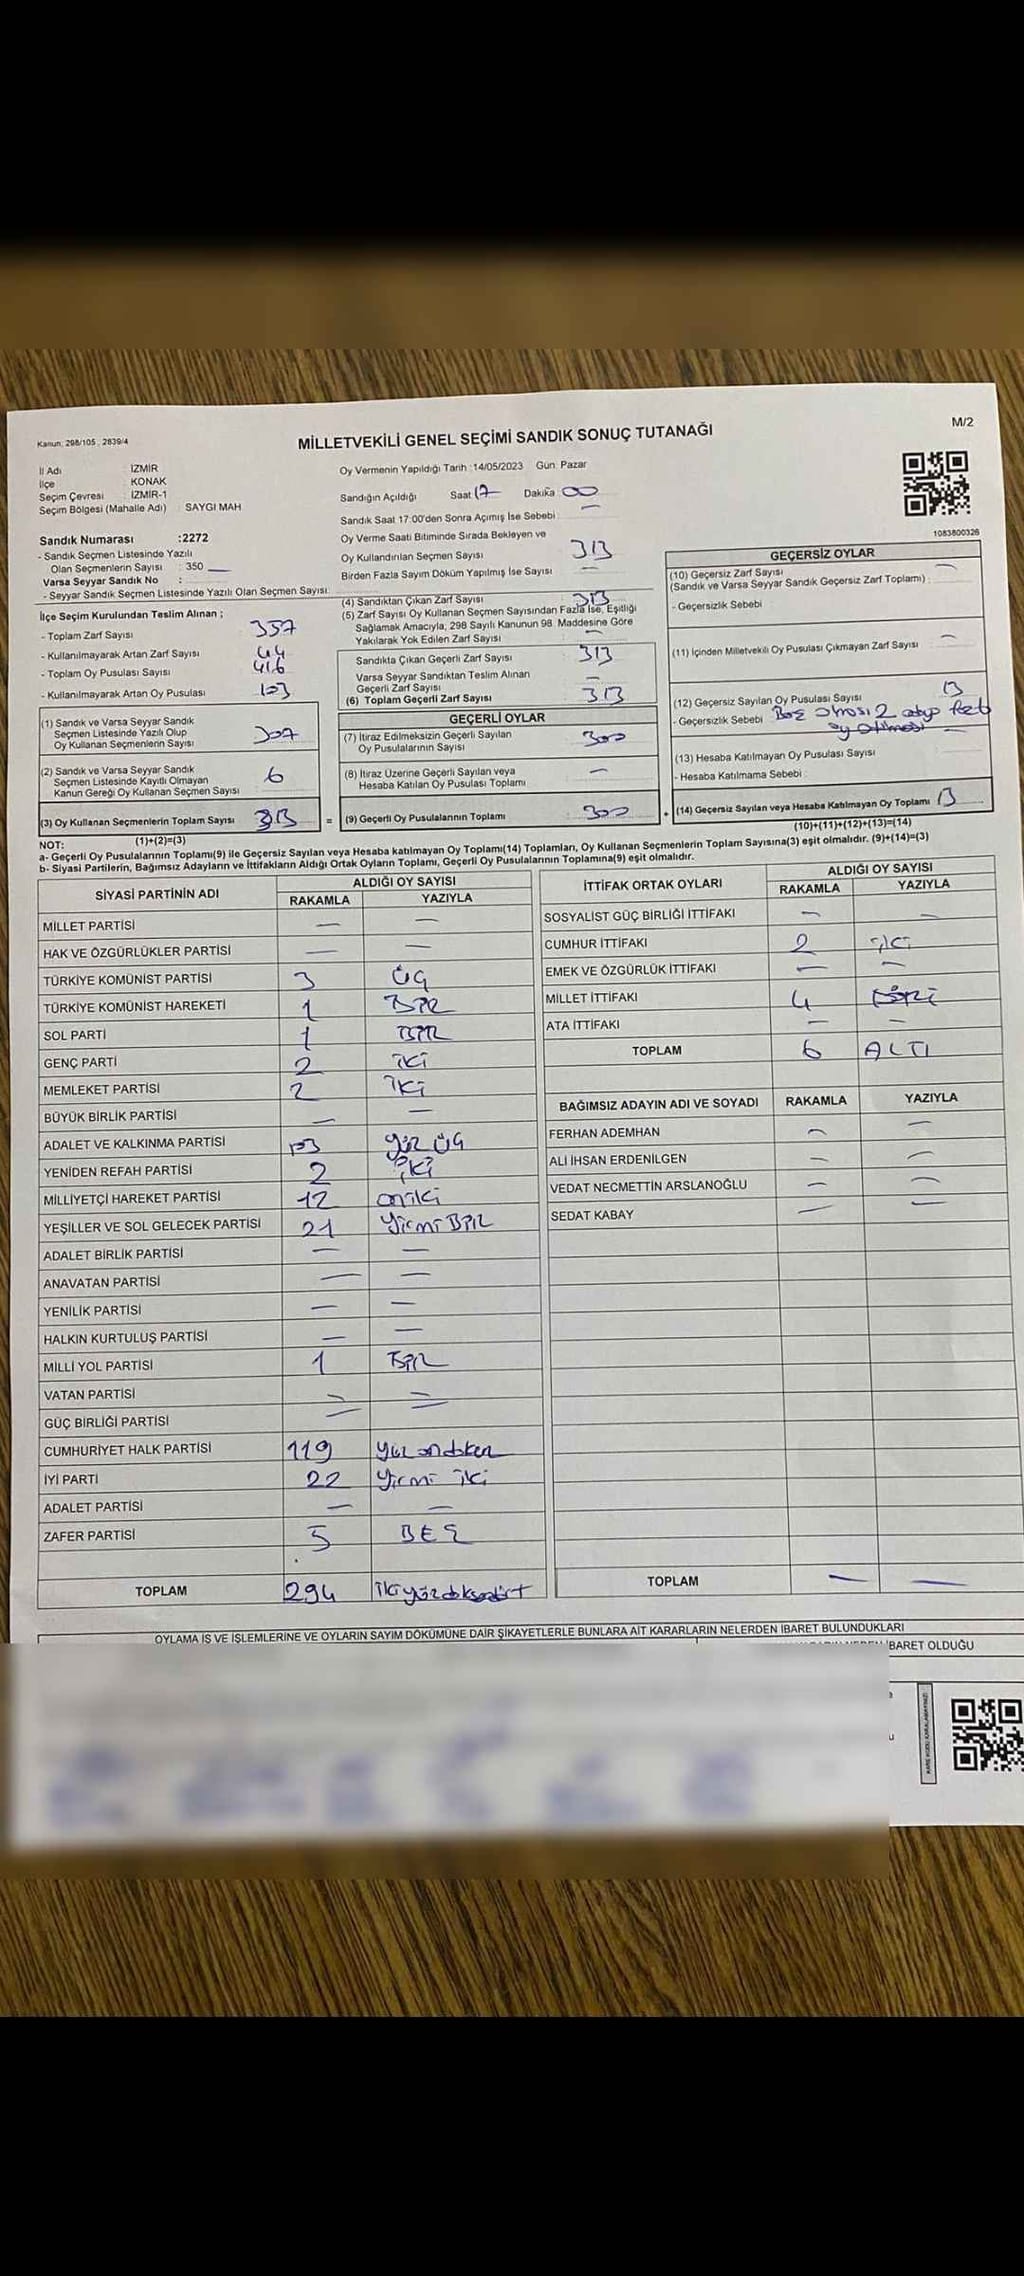 Kanun: 298/105 , 2839/4
MİLLETVEKİLİ GENEL SEÇİMİ SANDIK SONUÇ TUTANAĞI
M/2
İl Adı : İZMİR
İlçe : KONAK
Seçim Çevresi : İZMİR-1
Seçim Bölgesi (Mahalle Adı) : SAYGI MAH
Sandık Numarası :2272
- Sandık Seçmen Listesinde Yazılı
Olan Seçmenlerin Sayısı : 350
Varsa Seyyar Sandık No :
- Seyyar Sandık Seçmen Listesinde Yazılı Olan Seçmen Sayısı:
Oy Vermenin Yapıldığı Tarih :14/05/2023 Gün: Pazar
Sandığın Açıldığı Saat 17 Dakika 00
Sandık Saat 17:00'den Sonra Açımış İse Sebebi : —
Oy Verme Saati Bitiminde Sırada Bekleyen ve
Oy Kullandırılan Seçmen Sayısı : 313
Birden Fazla Sayım Döküm Yapılmış İse Sayısı : —
1083800326
İlçe Seçim Kurulundan Teslim Alınan ;
- Toplam Zarf Sayısı : 357
- Kullanılmayarak Artan Zarf Sayısı : 44
- Toplam Oy Pusulası Sayısı : 416
- Kullanılmayarak Artan Oy Pusulası : 103
(1) Sandık ve Varsa Seyyar Sandık
Seçmen Listesinde Yazılı Olup
Oy Kullanan Seçmenlerin Sayısı : 307
(2) Sandık ve Varsa Seyyar Sandık
Seçmen Listesinde Kayıtlı Olmayan
Kanun Gereği Oy Kullanan Seçmen Sayısı : 6
(3) Oy Kullanan Seçmenlerin Toplam Sayısı : 313
(1)+(2)=(3)
(4) Sandıktan Çıkan Zarf Sayısı : 313
(5) Zarf Sayısı Oy Kullanan Seçmen Sayısından Fazla İse, Eşitliği
Sağlamak Amacıyla, 298 Sayılı Kanunun 98. Maddesine Göre
Yakılarak Yok Edilen Zarf Sayısı : —
Sandıkta Çıkan Geçerli Zarf Sayısı : 313
Varsa Seyyar Sandıktan Teslim Alınan
Geçerli Zarf Sayısı : —
(6) Toplam Geçerli Zarf Sayısı : 313
GEÇERLİ OYLAR
(7) İtiraz Edilmeksizin Geçerli Sayılan
Oy Pusulalarının Sayısı : 300
(8) İtiraz Üzerine Geçerli Sayılan veya
Hesaba Katılan Oy Pusulası Toplamı : —
= (9) Geçerli Oy Pusulalarının Toplamı : 300
GEÇERSİZ OYLAR
(10) Geçersiz Zarf Sayısı : —
(Sandık ve Varsa Seyyar Sandık Geçersiz Zarf Toplamı) :
- Geçersizlik Sebebi
(11) İçinden Milletvekili Oy Pusulası Çıkmayan Zarf Sayısı : —
(12) Geçersiz Sayılan Oy Pusulası Sayısı : 13
- Geçersizlik Sebebi : Boş olması 2
oy atılması
(13) Hesaba Katılmayan Oy Pusulası Sayısı : —
- Hesaba Katılmama Sebebi :
+ (14) Geçersiz Sayılan veya Hesaba Katılmayan Oy Toplamı : 13
(10)+(11)+(12)+(13)=(14)
NOT:
a- Geçerli Oy Pusulalarının Toplamı(9) ile Geçersiz Sayılan veya Hesaba katılmayan Oy Toplamı(14) Toplamları, Oy Kullanan Seçmenlerin Toplam Sayısına(3) eşit olmalıdır. (9)+(14)=(3)
b- Siyasi Partilerin, Bağımsız Adayların ve İttifakların Aldığı Ortak Oyların Toplamı, Geçerli Oy Pusulalarının Toplamına(9) eşit olmalıdır.
SİYASİ PARTİNİN ADI
ALDIĞI OY SAYISI
RAKAMLA YAZIYLA
MİLLET PARTİSİ — —
HAK VE ÖZGÜRLÜKLER PARTİSİ — —
TÜRKİYE KOMÜNİST PARTİSİ 3 ÜÇ
TÜRKİYE KOMÜNİST HAREKETİ 1 BİR
SOL PARTİ 1 BİR
GENÇ PARTİ 2 iki
MEMLEKET PARTİSİ 2 iki
BÜYÜK BİRLİK PARTİSİ — —
ADALET VE KALKINMA PARTİSİ 103 yüz üç
YENİDEN REFAH PARTİSİ 2 iki
MİLLİYETÇİ HAREKET PARTİSİ 12 oniki
YEŞİLLER VE SOL GELECEK PARTİSİ 21 Yirmi BİR
ADALET BİRLİK PARTİSİ — —
ANAVATAN PARTİSİ — —
YENİLİK PARTİSİ — —
HALKIN KURTULUŞ PARTİSİ — —
MİLLİ YOL PARTİSİ 1 BİR
VATAN PARTİSİ — —
GÜÇ BİRLİĞİ PARTİSİ — —
CUMHURİYET HALK PARTİSİ 119 yüz ondokuz
İYİ PARTİ 22 yirmi iki
ADALET PARTİSİ — —
ZAFER PARTİSİ 5 BEŞ
TOPLAM 294 ikiyüzdoksandört
İTTİFAK ORTAK OYLARI
ALDIĞI OY SAYISI
RAKAMLA YAZIYLA
SOSYALİST GÜÇ BİRLİĞİ İTTİFAKI — —
CUMHUR İTTİFAKI 2 iki
EMEK VE ÖZGÜRLÜK İTTİFAKI — —
MİLLET İTTİFAKI 4
ATA İTTİFAKI — —
TOPLAM 6 ALTI
BAĞIMSIZ ADAYIN ADI VE SOYADI RAKAMLA YAZIYLA
FERHAN ADEMHAN — —
ALİ İHSAN ERDENİLGEN — —
VEDAT NECMETTİN ARSLANOĞLU — —
SEDAT KABAY — —
TOPLAM — —
OYLAMA İŞ VE İŞLEMLERİNE VE OYLARIN SAYIM DÖKÜMÜNE DAİR ŞİKAYETLERLE BUNLARA AİT KARARLARIN NELERDEN İBARET BULUNDUKLARI
İBARET OLDUĞU